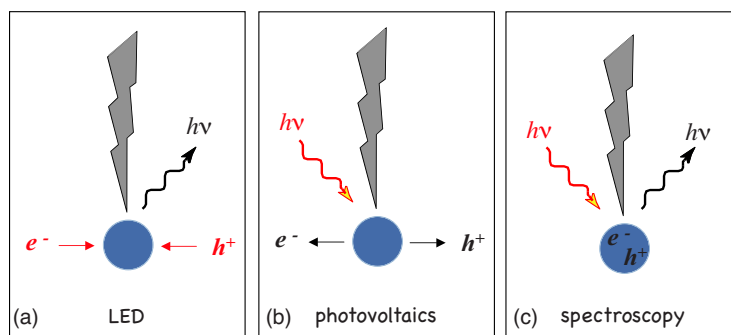 hν
e - h+
(a) LED
hν
e - h+
(b) photovoltaics
hν hν
e -
h+
(c) spectroscopy